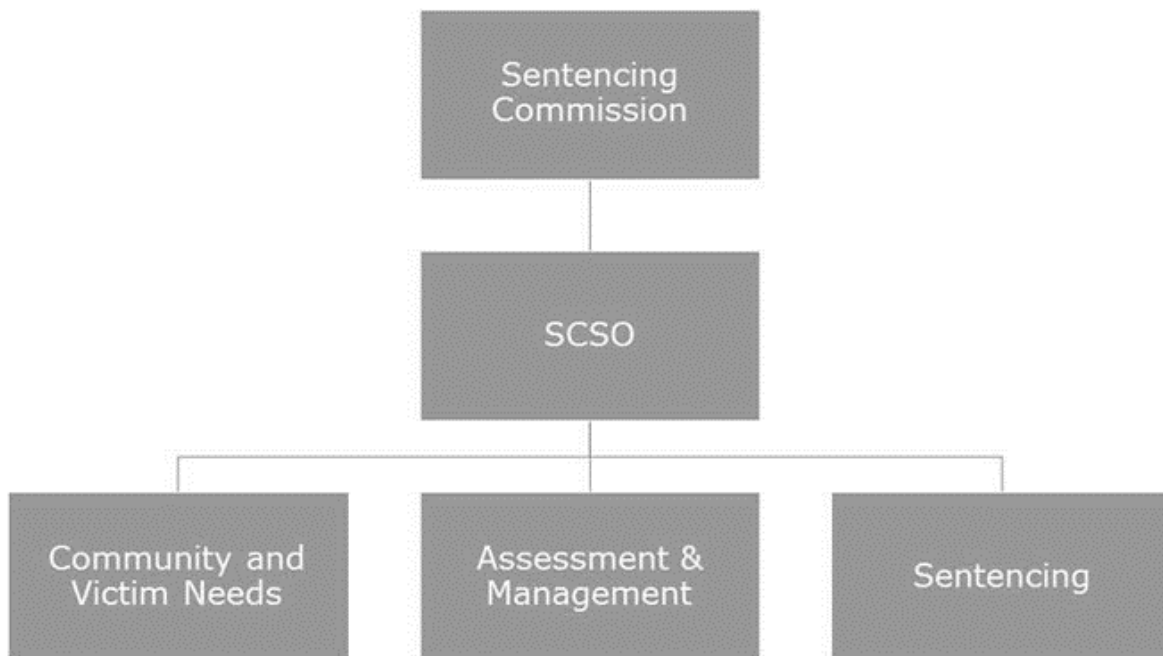 Sentencing
Commission
SCSO
Community and
Victim Needs
Assessment &
Management
Sentencing